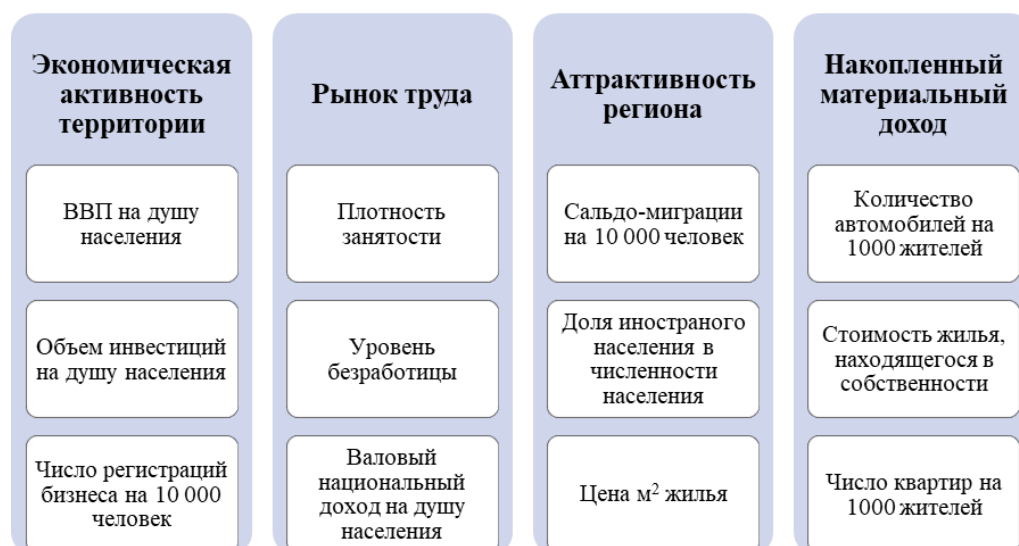 Экономическая
активность
территории
ВВП на душу
населения
Объем инвестиций
на душу населения
Число регистраций
бизнеса на 10 000
человек
Рынок труда
Плотность
занятости
Уровень
безработицы
Валовый
национальный
доход на душу
населения
Аттрактивность
региона
Сальдо-миграции
на 10 000 человек
Доля иностраного
населения в
численности
населения
Цена м² жилья
Накопленный
материальный
доход
Количество
автомобилей на
1000 жителей
Стоимость жилья,
находящегося в
собственности
Число квартир на
1000 жителей